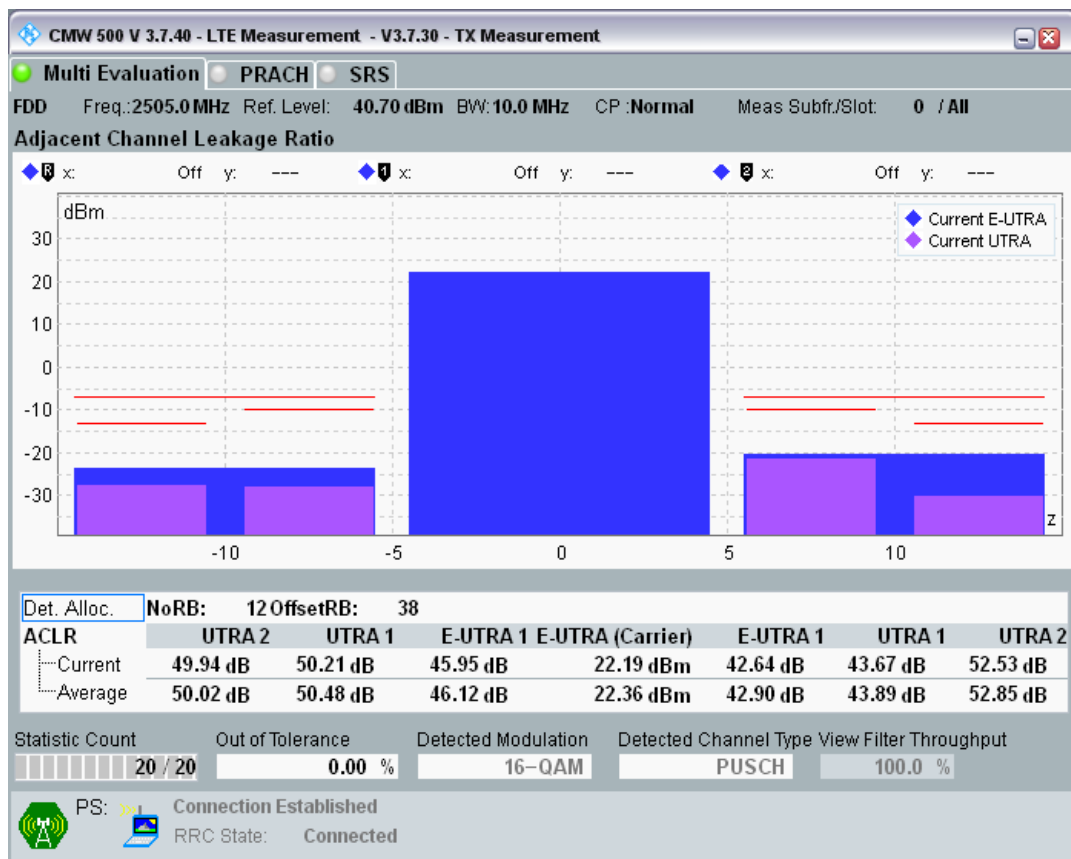 CMW 500 V 3.7.40 - LTE Measurement - V3.7.30 - TX Measurement
Multi Evaluation PRACH SRS
FDD Freq.:2505.0 MHz Ref. Level: 40.70 dBm BW:10.0 MHz CP :Normal Meas Subfr./Slot: 0 / All
Adjacent Channel Leakage Ratio
R x: Off y: --- 1 x: Off y: --- 2 x: Off y: ---
dBm
Current E-UTRA
Current UTRA
30
20
10
0
-10
-20
-30
z
-10 -5 0 5 10
Det. Alloc. NoRB: 12 OffsetRB: 38
ACLR UTRA 2 UTRA 1 E-UTRA 1 E-UTRA (Carrier) E-UTRA 1 UTRA 1 UTRA 2
Current 49.94 dB 50.21 dB 45.95 dB 22.19 dBm 42.64 dB 43.67 dB 52.53 dB
Average 50.02 dB 50.48 dB 46.12 dB 22.36 dBm 42.90 dB 43.89 dB 52.85 dB
Statistic Count Out of Tolerance Detected Modulation Detected Channel Type View Filter Throughput
20 / 20 0.00 % 16-QAM PUSCH 100.0 %
PS: Connection Established
RRC State: Connected